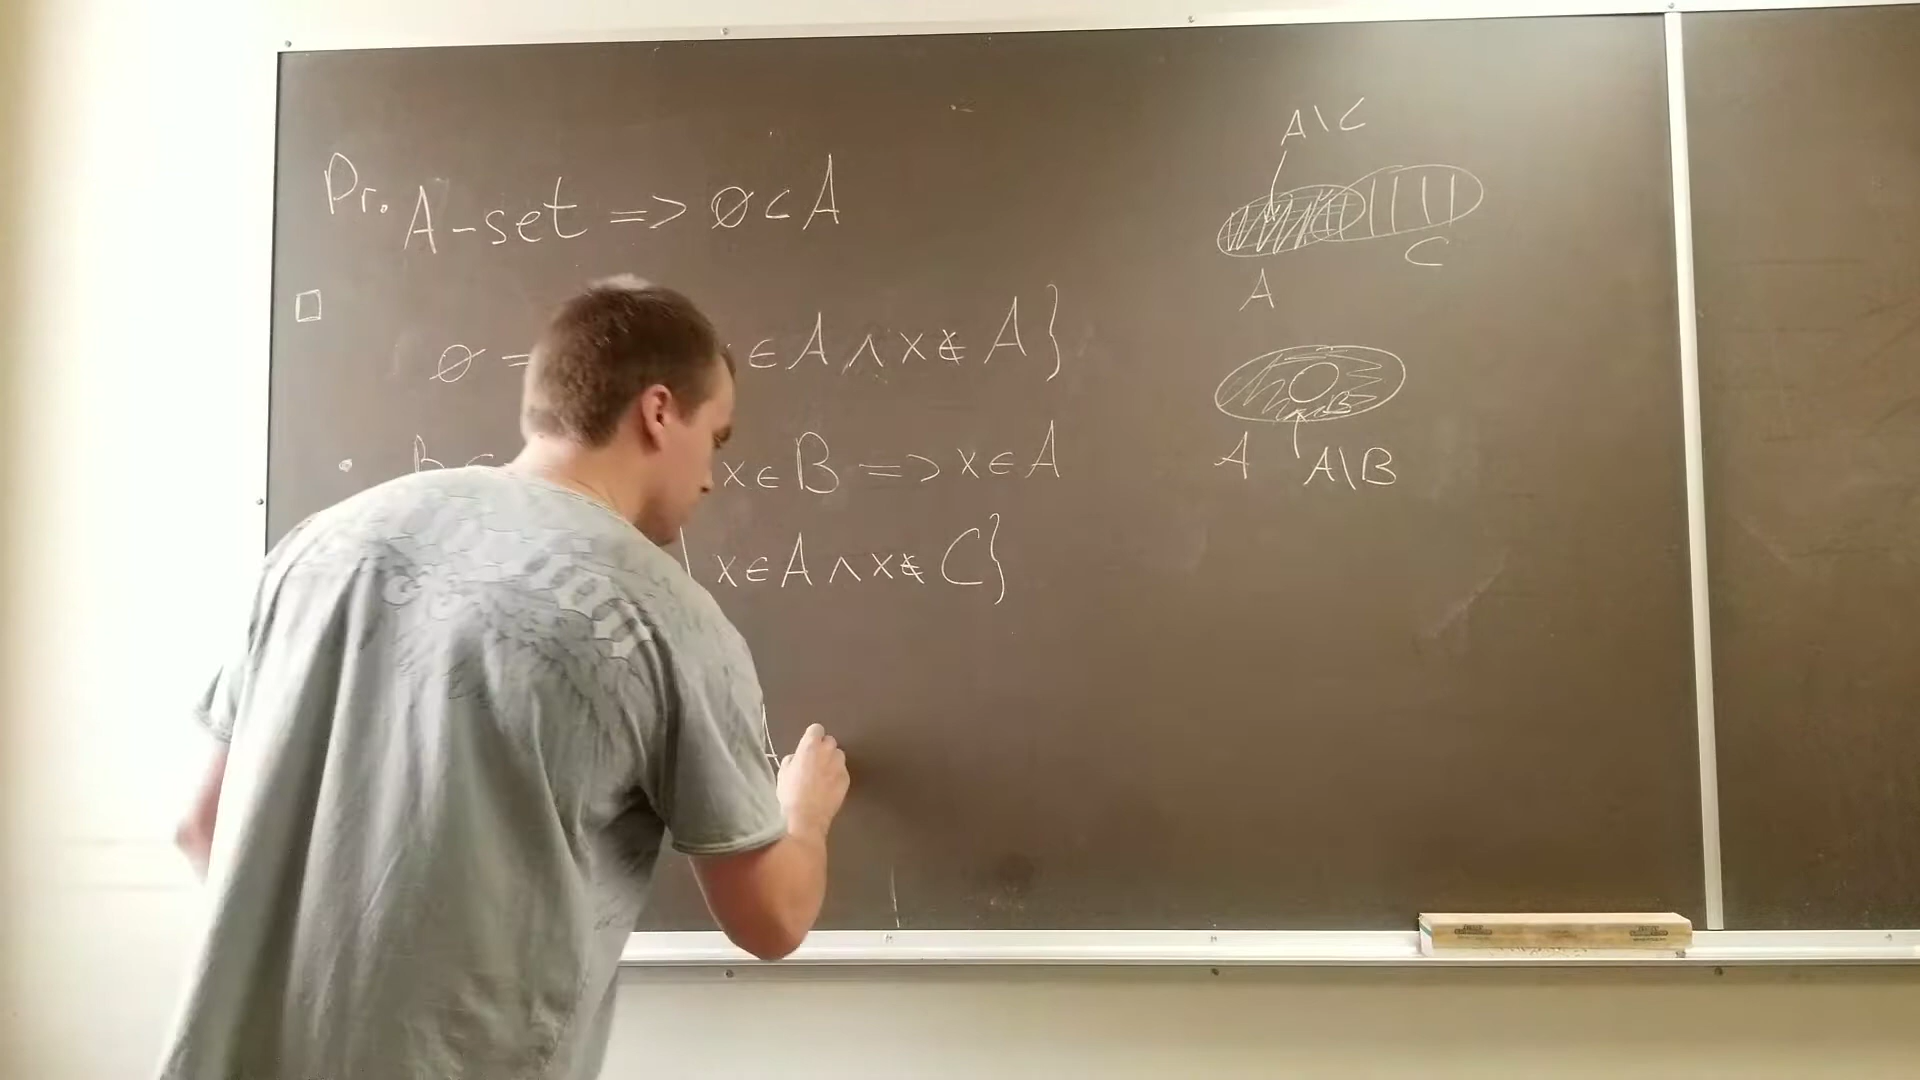 Pr. A-set => ∅⊂A
∅ = ∈A∧x∉A}
x∈B => x∈A
x∈A∧x∉C}
A\C
C
A
B
A
A\B